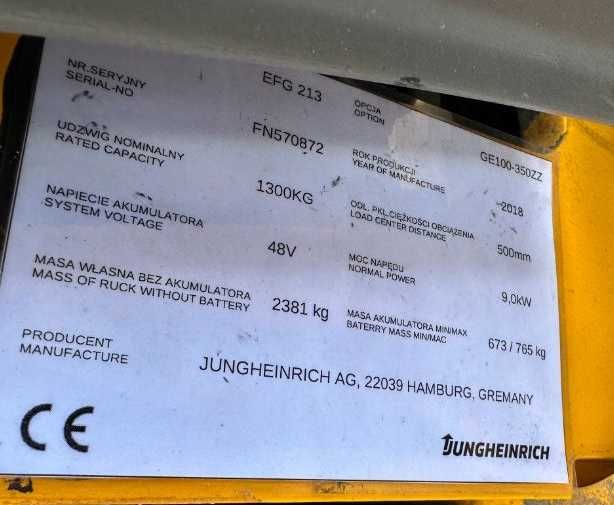 EFG 213
OPCJA
OPTION
GE100-350ZZ
NR.SERYJNY
SERIAL-NO
FN570872
ROK PRODUKCJI
YEAR OF MANUFACTURE
2018
UDZWIG NOMINALNY
RATED CAPACITY
1300KG
ODL. PKL.CIĘŻKOŚCI OBCIĄŻENIA
LOAD CENTER DISTANCE
500mm
NAPIECIE AKUMULATORA
SYSTEM VOLTAGE
48V
MOC NAPĘDU
NORMAL POWER
9,0kW
MASA WŁASNA BEZ AKUMULATORA
MASS OF RUCK WITHOUT BATTERY
2381 kg
MASA AKUMULATORA MIN/MAX
BATERRY MASS MIN/MAC
673 / 765 kg
PRODUCENT
MANUFACTURE
JUNGHEINRICH AG, 22039 HAMBURG, GREMANY
CE
JUNGHEINRICH